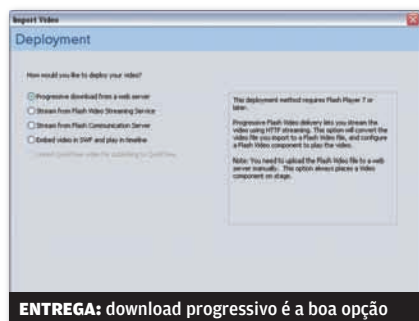 Import Video
Deployment
How would you like to deploy your video?
Progressive download from a web server
Stream from Flash Video Streaming Service
Stream from Flash Communication Server
Embed video in SWF and play in timeline
This deployment method requires Flash Player 7 or
later.
Progressive Flash Video delivery lets you stream the
video using HTTP streaming. This option will convert the
video file you import to a Flash Video file, and configure
a Flash Video component to play the video.
Note: You need to upload the Flash Video file to a web
server manually. This option always places a Video
component on stage.
ENTREGA: download progressivo é a boa opção